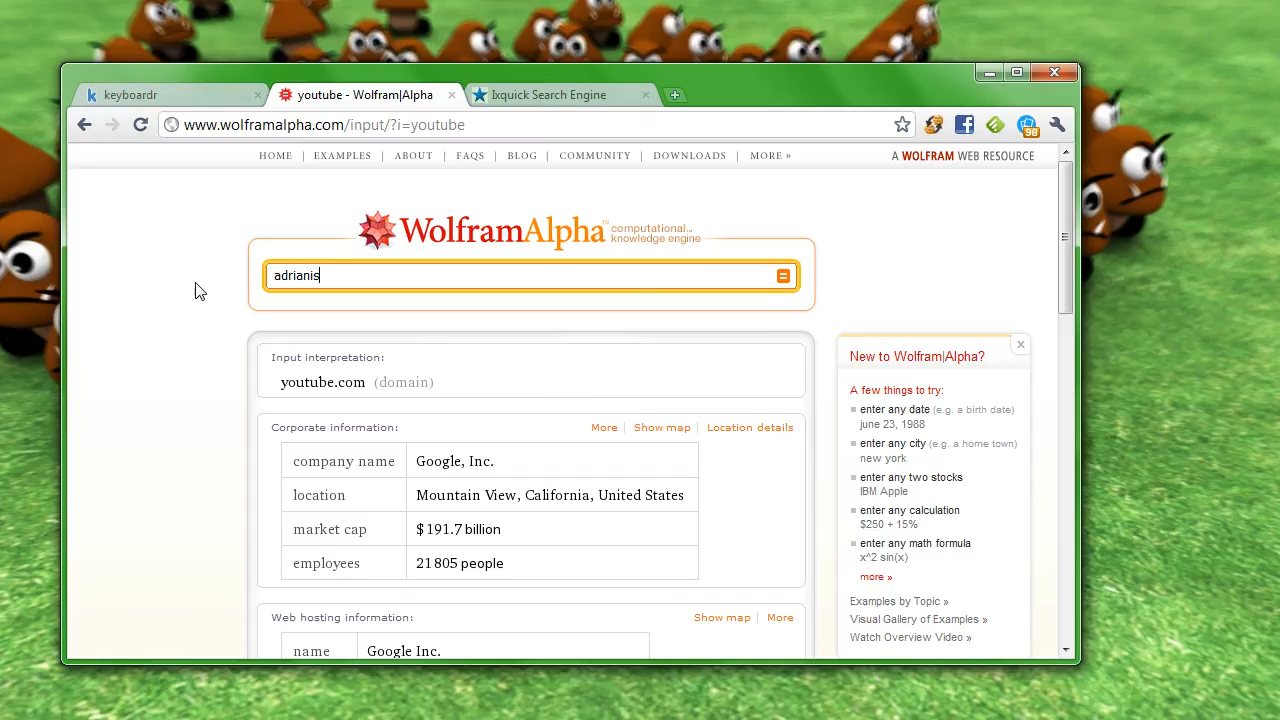 keyboardr
youtube - Wolfram|Alpha
Ixquick Search Engine
www.wolframalpha.com/input/?i=youtube
98
HOME | EXAMPLES | ABOUT | FAQS | BLOG | COMMUNITY | DOWNLOADS | MORE »
A WOLFRAM WEB RESOURCE
WolframAlpha™ computational...
knowledge engine
adrianis
Input interpretation:
youtube.com (domain)
Corporate information:
More | Show map | Location details
company name Google, Inc.
location Mountain View, California, United States
market cap $191.7 billion
employees 21805 people
Web hosting information:
Show map | More
name Google Inc.
New to Wolfram|Alpha?
A few things to try:
enter any date (e.g. a birth date)
june 23, 1988
enter any city (e.g. a home town)
new york
enter any two stocks
IBM Apple
enter any calculation
$250 + 15%
enter any math formula
x^2 sin(x)
more »
Examples by Topic »
Visual Gallery of Examples »
Watch Overview Video »